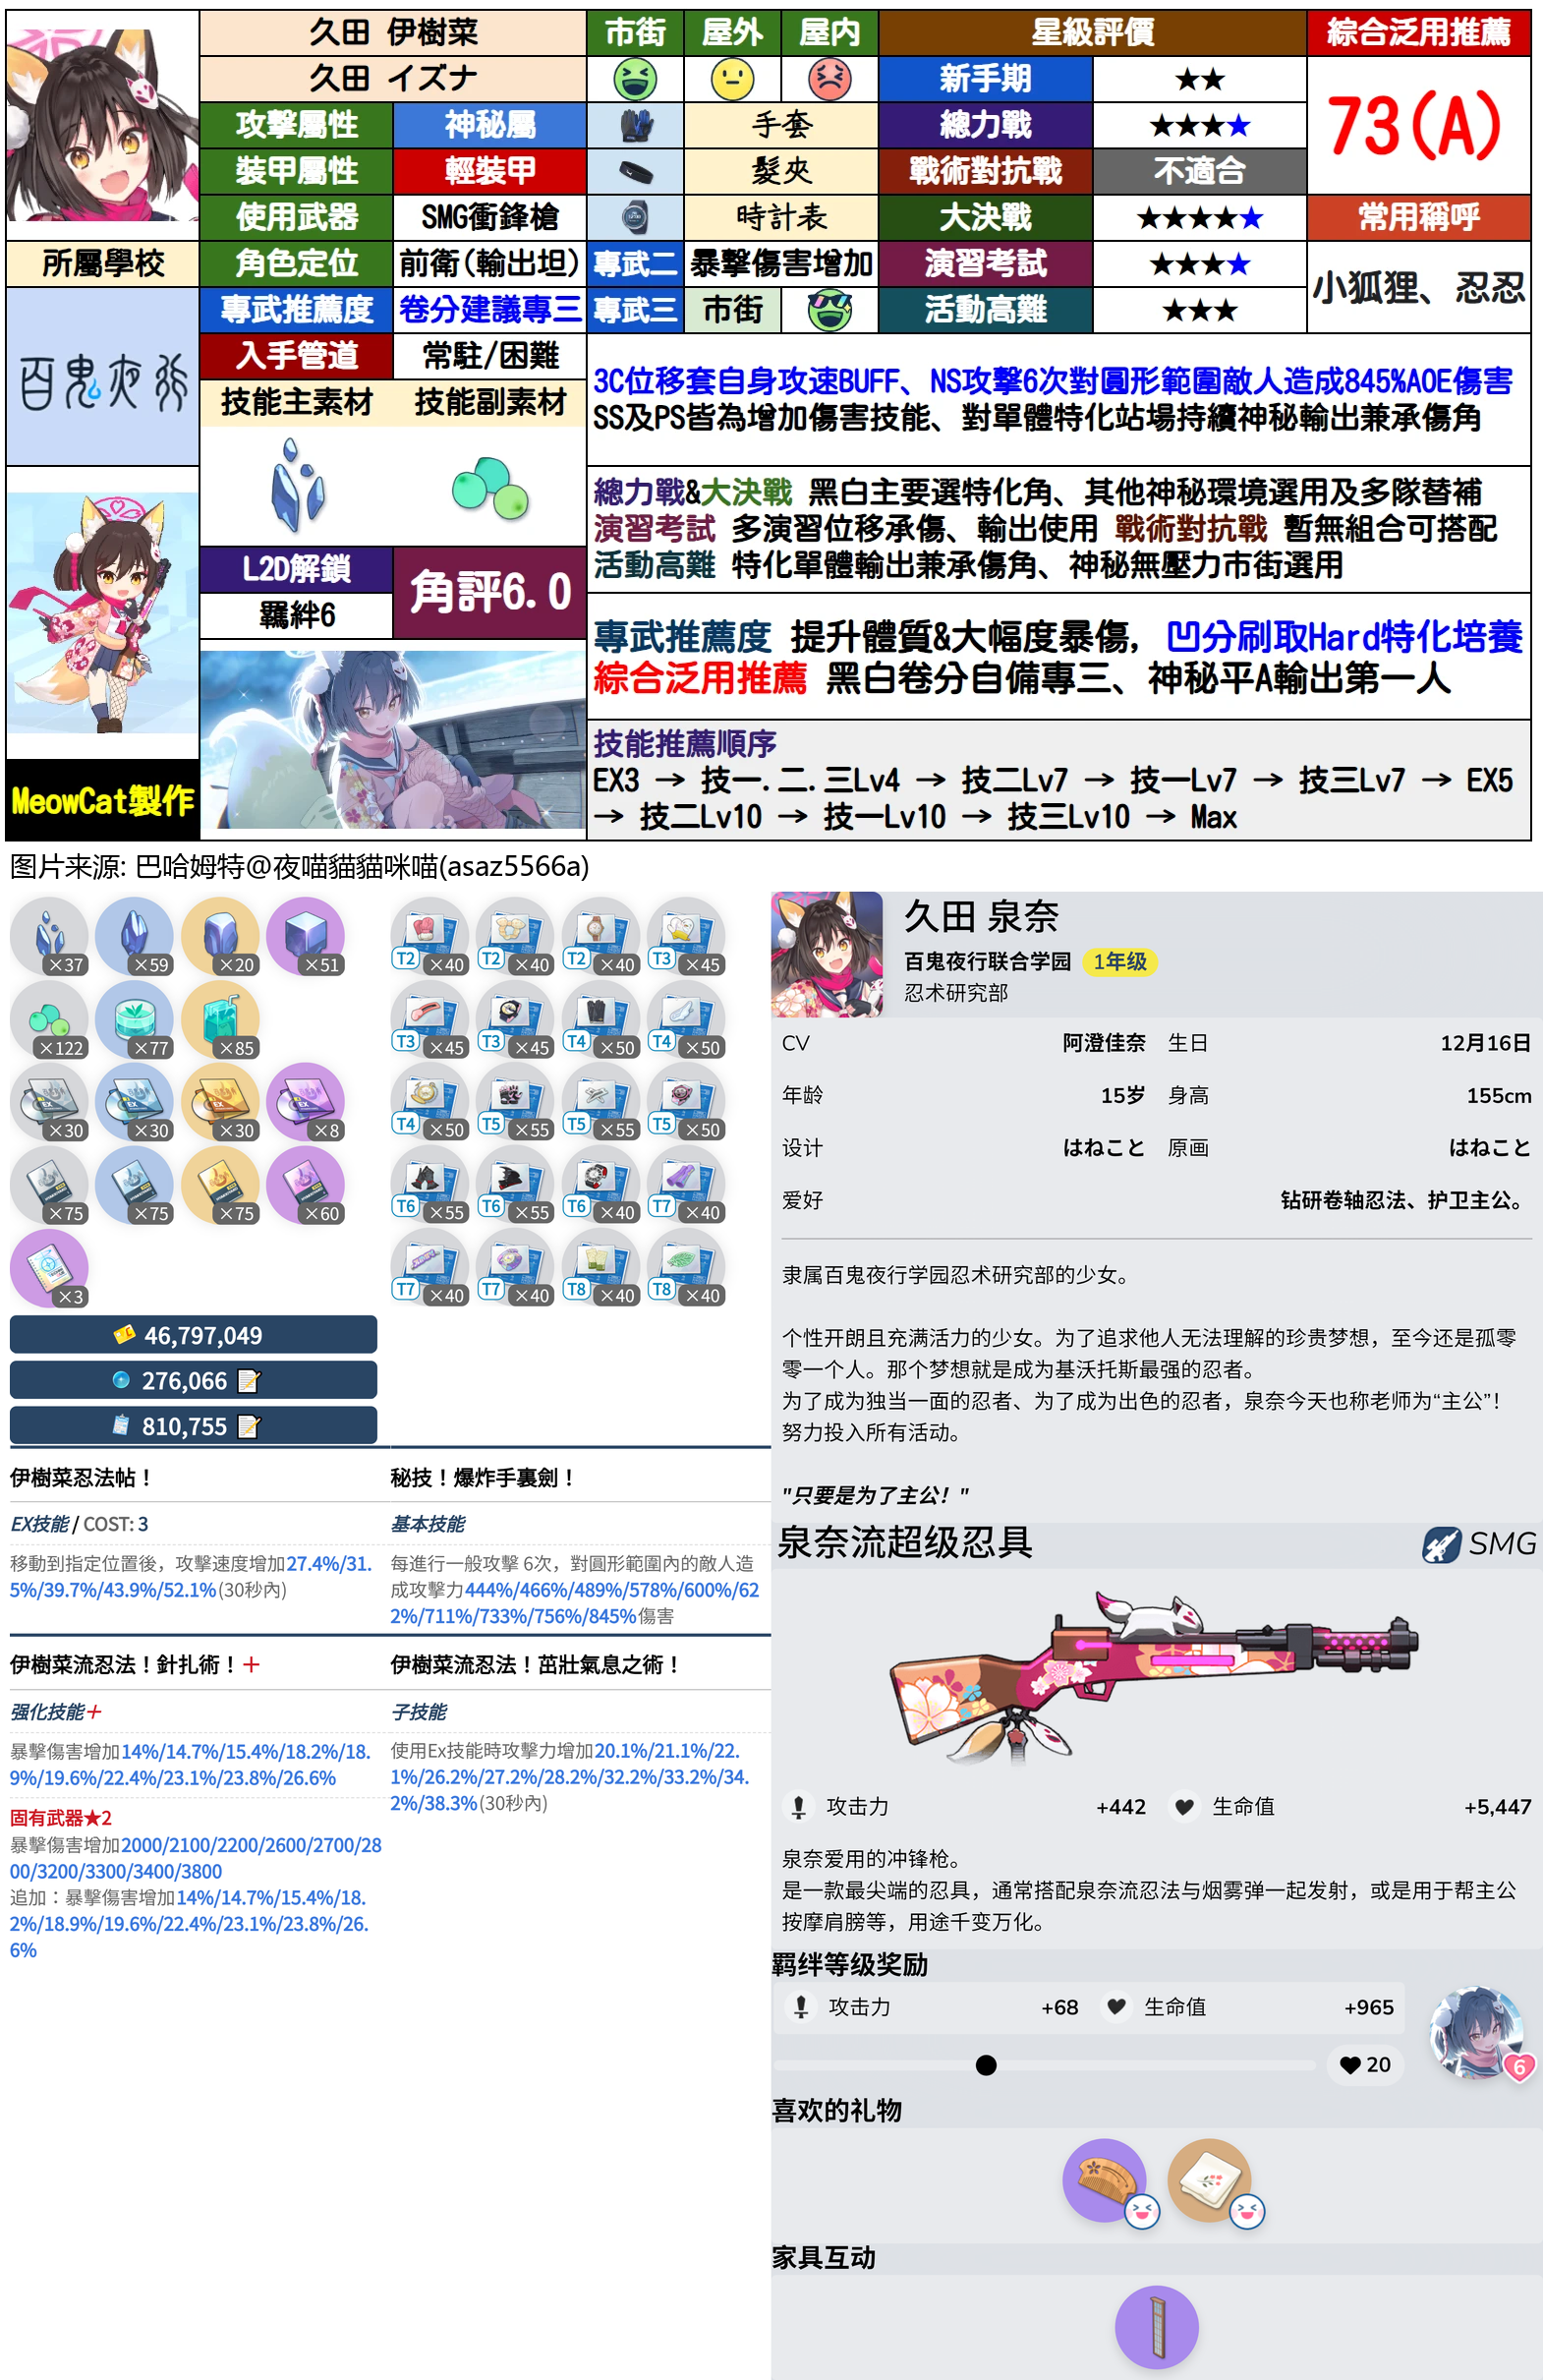 久田 伊樹菜
市街 屋外 屋内
星級評價
綜合泛用推薦
久田 イズナ
新手期 ★★
73(A)
攻擊屬性 神秘屬
手套
總力戰 ★★★★
裝甲屬性 輕裝甲
髮夾
戰術對抗戰 不適合
使用武器 SMG衝鋒槍
時計表
大決戰 ★★★★★
常用稱呼
所屬學校
角色定位 前衛(輸出坦)
專武二 暴擊傷害增加
演習考試 ★★★★
小狐狸、忍忍
專武推薦度 卷分建議專三
專武三 市街
活動高難 ★★★
百鬼夜行
入手管道 常駐/困難
技能主素材 技能副素材
3C位移套自身攻速BUFF、NS攻擊6次對圓形範圍敵人造成845%AOE傷害
SS及PS皆為增加傷害技能、對單體特化站場持續神秘輸出兼承傷角
總力戰&大決戰 黑白主要選特化角、其他神秘環境選用及多隊替補
演習考試 多演習位移承傷、輸出使用 戰術對抗戰 暫無組合可搭配
活動高難 特化單體輸出兼承傷角、神秘無壓力市街選用
L2D解鎖
羈絆6
角評6.0
專武推薦度 提升體質&大幅度暴傷, 凹分刷取Hard特化培養
綜合泛用推薦 黑白卷分自備專三、神秘平A輸出第一人
技能推薦順序
EX3 → 技一.二.三Lv4 → 技二Lv7 → 技一Lv7 → 技三Lv7 → EX5
→ 技二Lv10 → 技一Lv10 → 技三Lv10 → Max
MeowCat製作
图片来源: 巴哈姆特@夜喵貓貓咪喵(asaz5566a)
×37 ×59 ×20 ×51
×122 ×77 ×85
EX ×30 EX ×30 EX ×30 EX ×8
×75 ×75 ×75 ×60
×3
46,797,049
276,066
810,755
T2 ×40 T2 ×40 T2 ×40 T3 ×45
T3 ×45 T3 ×45 T4 ×50 T4 ×50
T4 ×50 T5 ×55 T5 ×55 T5 ×50
T6 ×55 T6 ×55 T6 ×40 T7 ×40
T7 ×40 T7 ×40 T8 ×40 T8 ×40
伊樹菜忍法帖！
EX技能 / COST: 3
移動到指定位置後，攻擊速度增加27.4%/31.
5%/39.7%/43.9%/52.1%(30秒內)
秘技！爆炸手裏劍！
基本技能
每進行一般攻擊 6次，對圓形範圍內的敵人造
成攻擊力444%/466%/489%/578%/600%/62
2%/711%/733%/756%/845%傷害
伊樹菜流忍法！針扎術！＋
强化技能＋
暴擊傷害增加14%/14.7%/15.4%/18.2%/18.
9%/19.6%/22.4%/23.1%/23.8%/26.6%
固有武器★2
暴擊傷害增加2000/2100/2200/2600/2700/28
00/3200/3300/3400/3800
追加：暴擊傷害增加14%/14.7%/15.4%/18.
2%/18.9%/19.6%/22.4%/23.1%/23.8%/26.
6%
伊樹菜流忍法！茁壯氣息之術！
子技能
使用Ex技能時攻擊力增加20.1%/21.1%/22.
1%/26.2%/27.2%/28.2%/32.2%/33.2%/34.
2%/38.3%(30秒內)
久田 泉奈
百鬼夜行联合学园 1年级
忍术研究部
CV 阿澄佳奈 生日 12月16日
年龄 15岁 身高 155cm
设计 はねこと 原画 はねこと
爱好 钻研卷轴忍法、护卫主公。
隶属百鬼夜行学园忍术研究部的少女。
个性开朗且充满活力的少女。为了追求他人无法理解的珍贵梦想，至今还是孤零
零一个人。那个梦想就是成为基沃托斯最强的忍者。
为了成为独当一面的忍者、为了成为出色的忍者，泉奈今天也称老师为“主公”！
努力投入所有活动。
"只要是为了主公！"
泉奈流超级忍具 SMG
攻击力 +442 生命值 +5,447
泉奈爱用的冲锋枪。
是一款最尖端的忍具，通常搭配泉奈流忍法与烟雾弹一起发射，或是用于帮主公
按摩肩膀等，用途千变万化。
羁绊等级奖励
攻击力 +68 生命值 +965
20
6
喜欢的礼物
家具互动